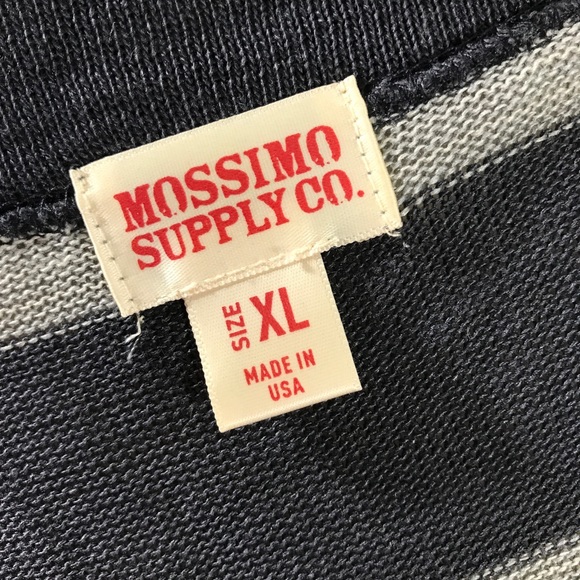 MOSSIMO
SUPPLY CO.
SIZE XL
MADE IN
USA